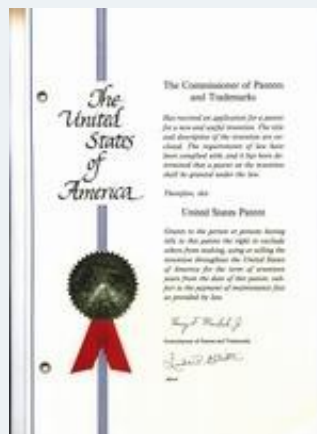 The
United
States
of
America
The Commissioner of Patents
and Trademarks
Has received an application for a patent
for a new and useful invention. The title
and description of the invention are en-
closed. The requirements of law have
been complied with, and it has been de-
termined that a patent on the invention
shall be granted under the law.
Therefore, this
United States Patent
Grants to the person or persons having
title to this patent the right to exclude
others from making, using or selling the
invention throughout the United States
of America for the term of seventeen
years from the date of this patent, sub-
ject to the payment of maintenance fees
as provided by law.
Commissioner of Patents and Trademarks
Attest